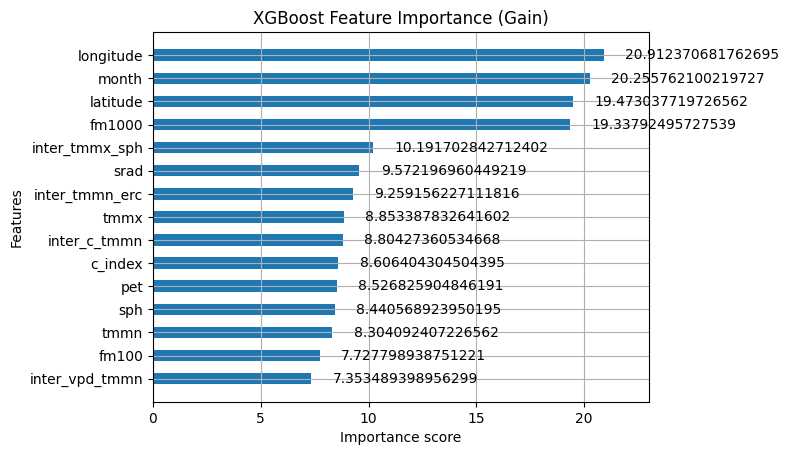 XGBoost Feature Importance (Gain)
longitude 20.912370681762695
month 20.255762100219727
latitude 19.473037719726562
fm1000 19.33792495727539
inter_tmmx_sph 10.191702842712402
srad 9.572196960449219
inter_tmmn_erc 9.259156227111816
tmmx 8.853387832641602
inter_c_tmmn 8.80427360534668
c_index 8.606404304504395
pet 8.526825904846191
sph 8.440568923950195
tmmn 8.304092407226562
fm100 7.727798938751221
inter_vpd_tmmn 7.353489398956299
0 5 10 15 20
Importance score
Features